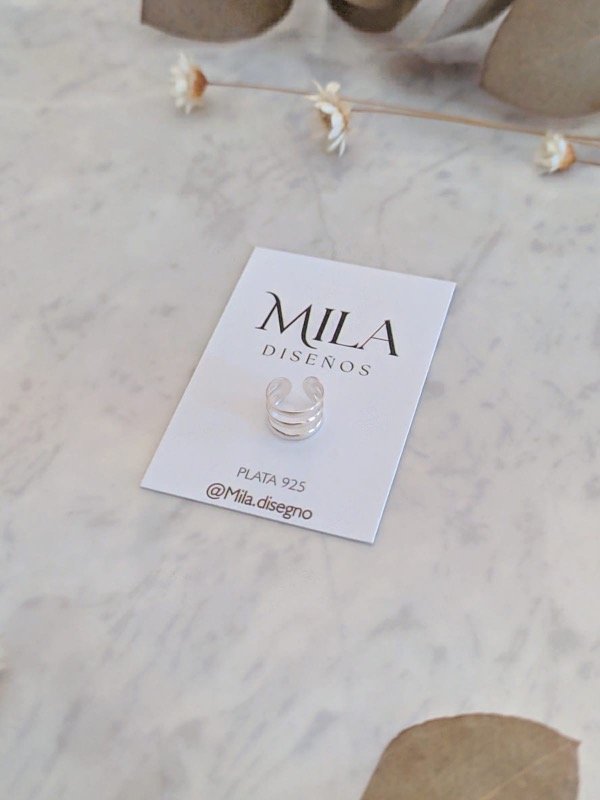 MILA
DISEÑOS
PLATA 925
@Mila.disegno